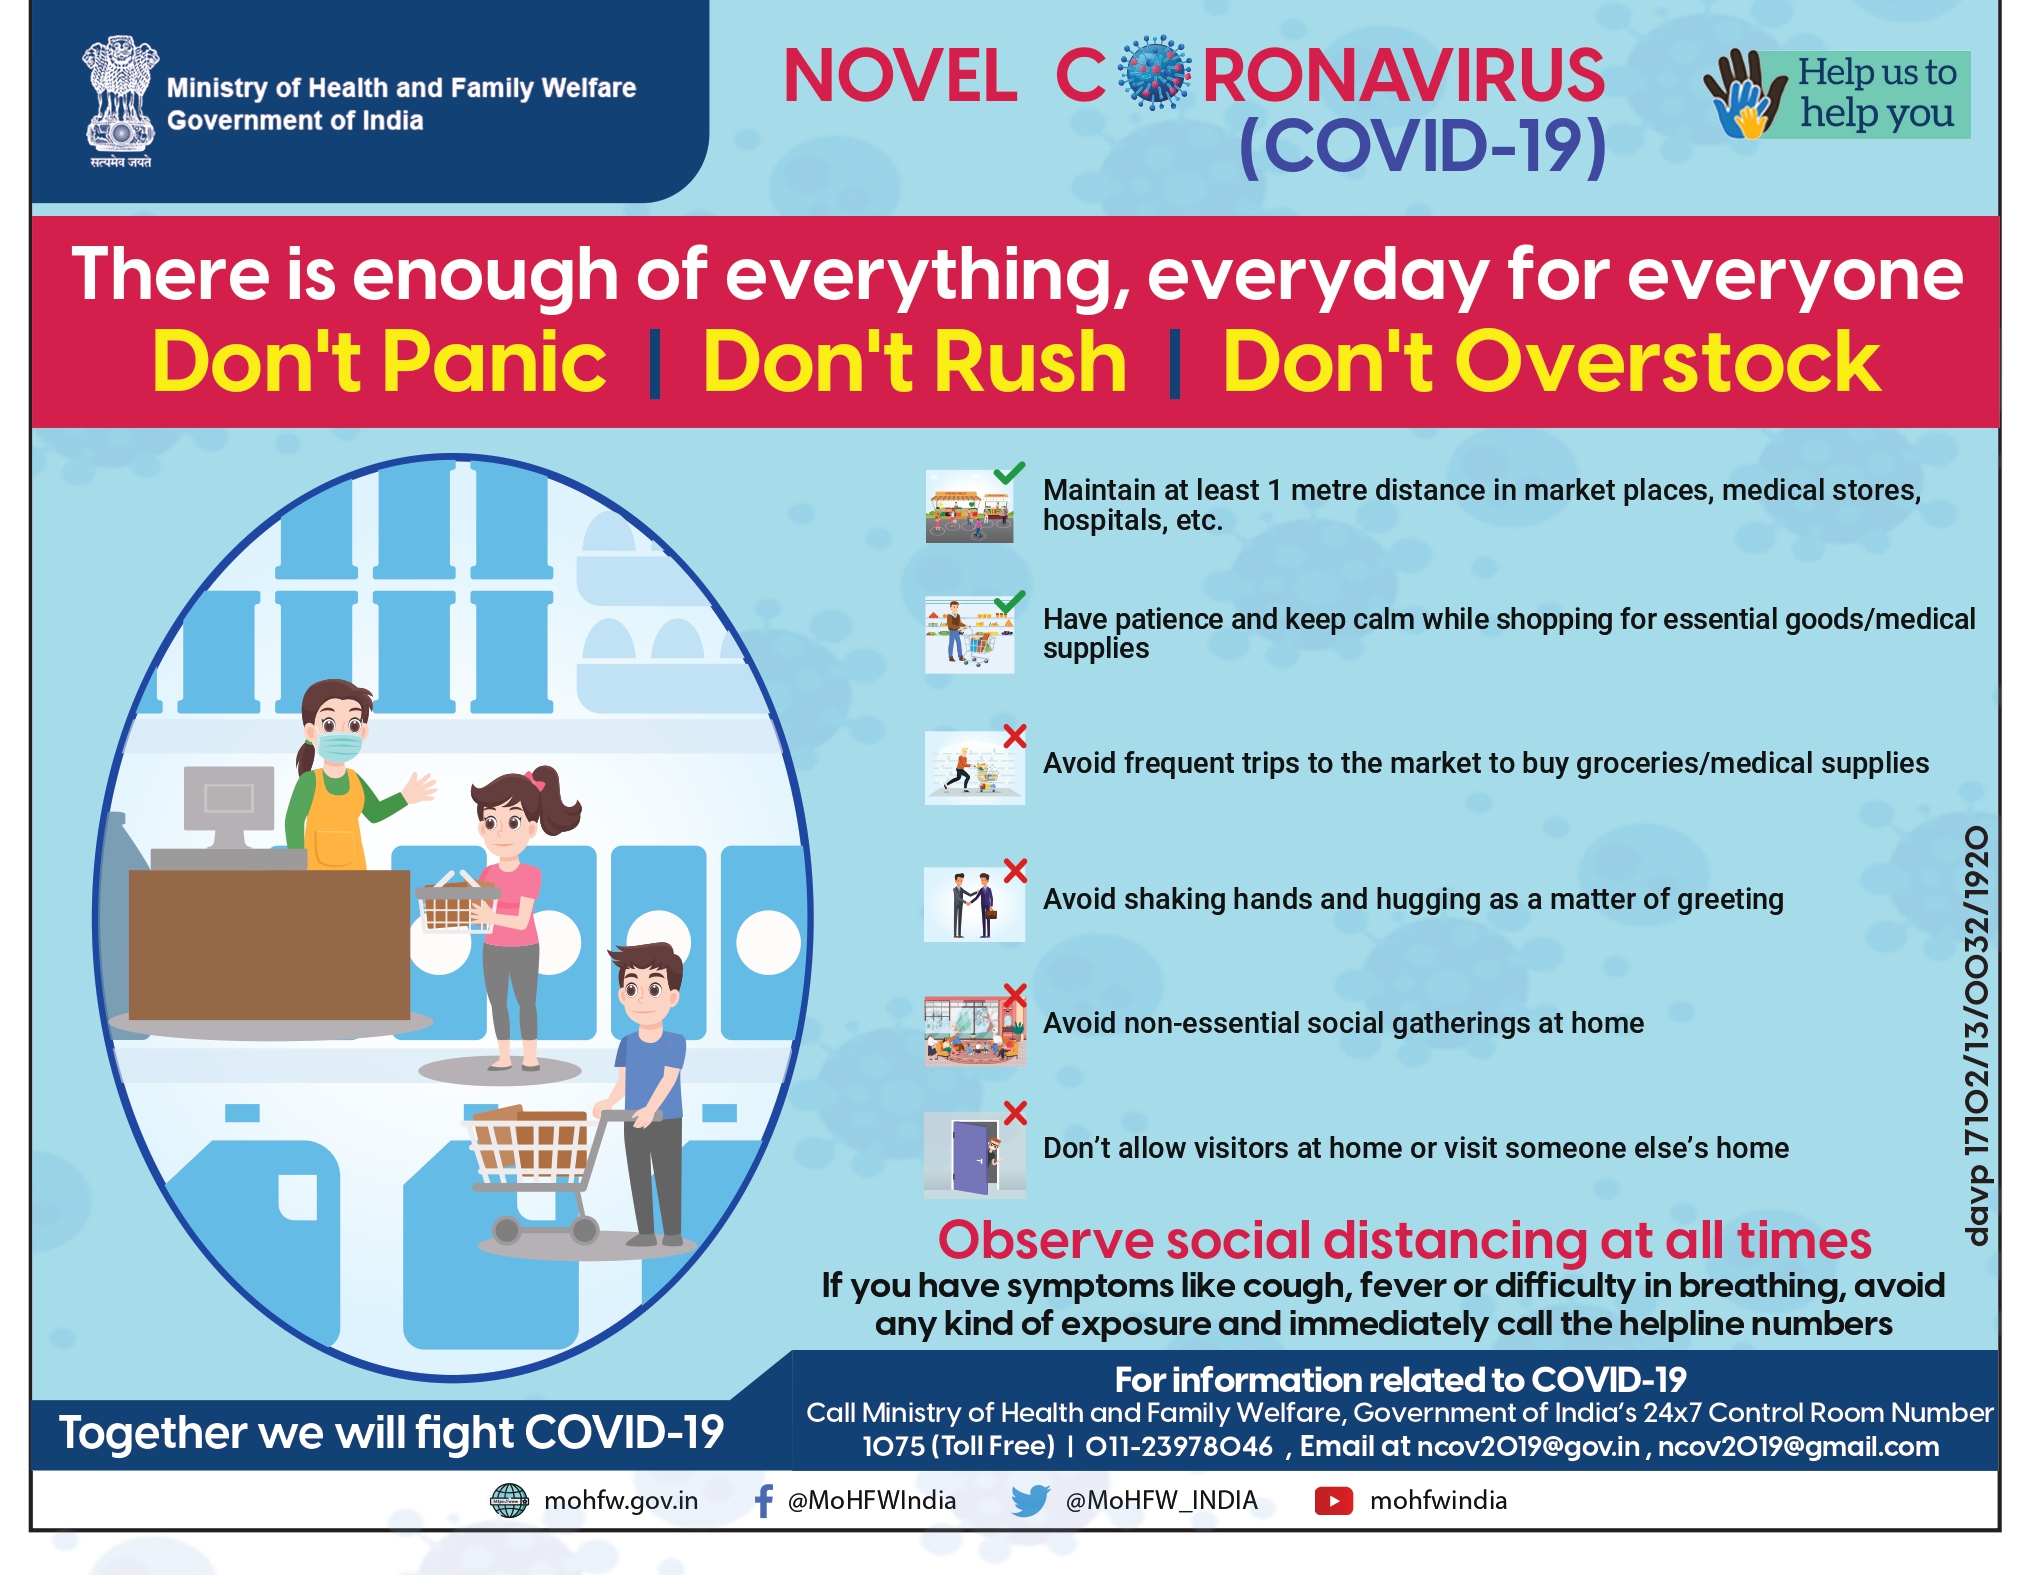 Ministry of Health and Family Welfare
Government of India
सत्यमेव जयते
NOVEL CORONAVIRUS
(COVID-19)
Help us to
help you
There is enough of everything, everyday for everyone
Don't Panic | Don't Rush | Don't Overstock
Maintain at least 1 metre distance in market places, medical stores,
hospitals, etc.
Have patience and keep calm while shopping for essential goods/medical
supplies
Avoid frequent trips to the market to buy groceries/medical supplies
Avoid shaking hands and hugging as a matter of greeting
Avoid non-essential social gatherings at home
Don’t allow visitors at home or visit someone else’s home
davp 17102/13/0032/1920
Observe social distancing at all times
If you have symptoms like cough, fever or difficulty in breathing, avoid
any kind of exposure and immediately call the helpline numbers
Together we will fight COVID-19
For information related to COVID-19
Call Ministry of Health and Family Welfare, Government of India’s 24x7 Control Room Number
1075 (Toll Free) | 011-23978046 , Email at ncov2019@gov.in , ncov2019@gmail.com
mohfw.gov.in @MoHFWIndia @MoHFW_INDIA mohfwindia